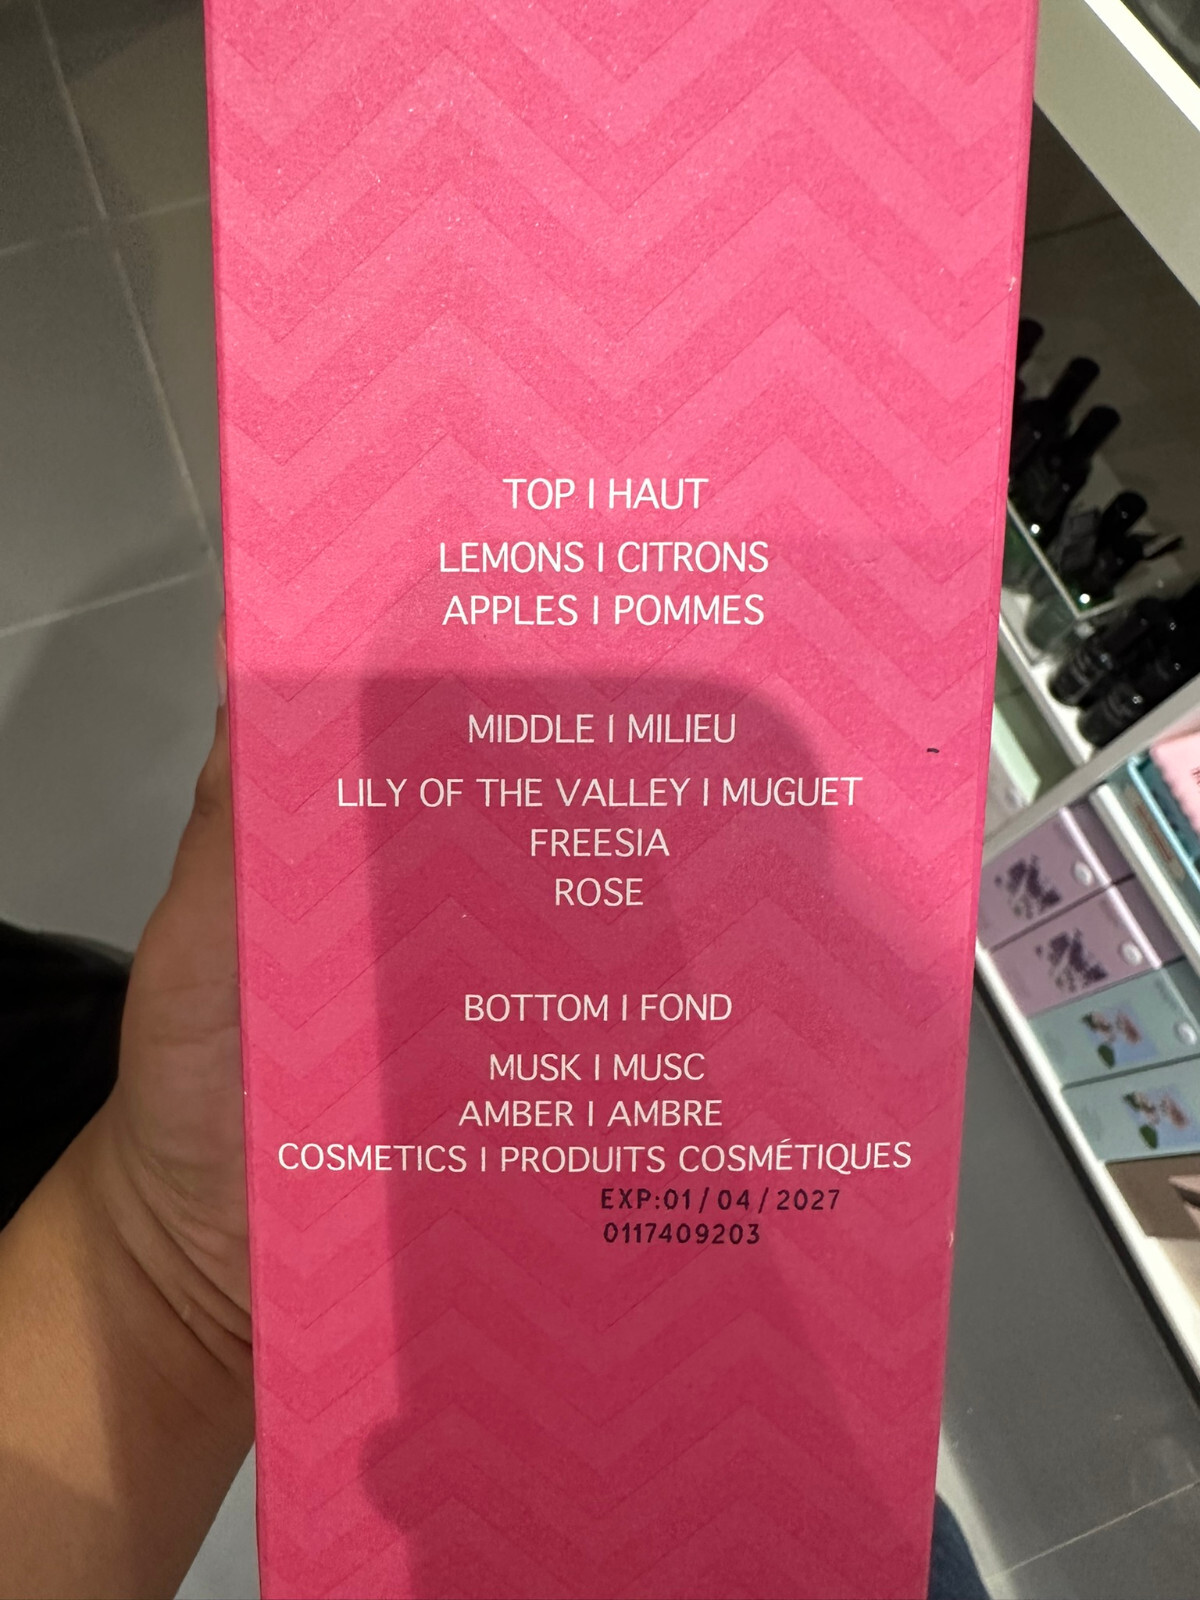 TOP | HAUT
LEMONS | CITRONS
APPLES | POMMES
MIDDLE | MILIEU
LILY OF THE VALLEY | MUGUET
FREESIA
ROSE
BOTTOM | FOND
MUSK | MUSC
AMBER | AMBRE
COSMETICS | PRODUITS COSMÉTIQUES
EXP:01/04/2027
0117409203